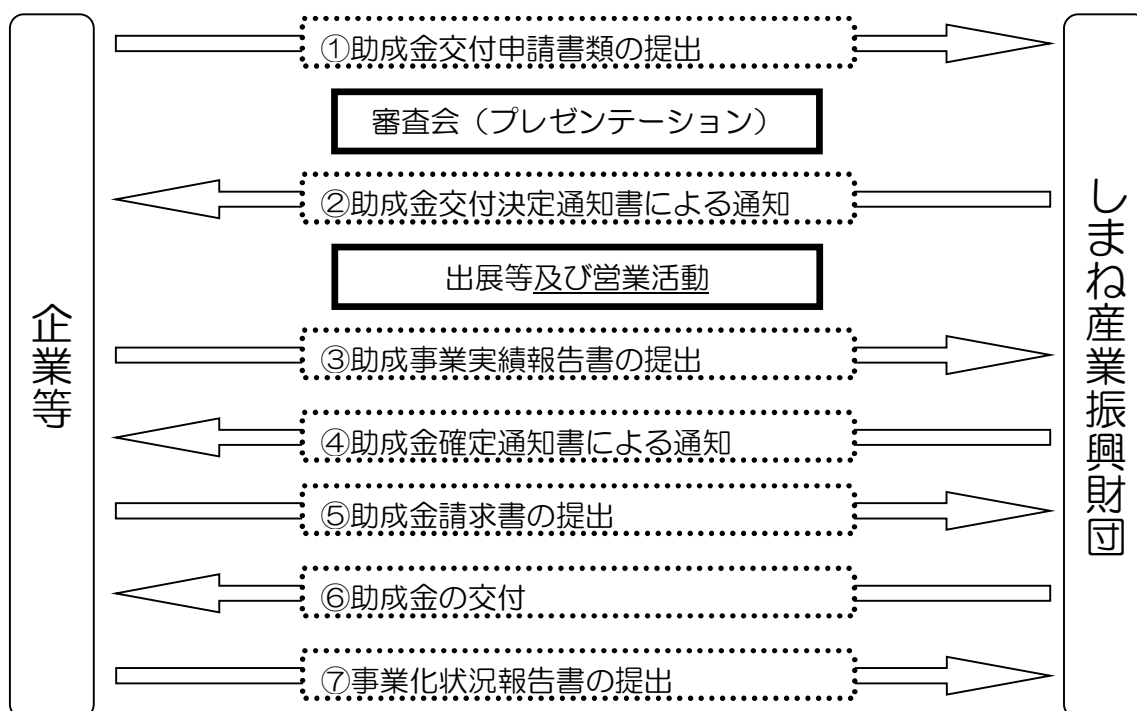 企業等
①助成金交付申請書類の提出
審査会（プレゼンテーション）
②助成金交付決定通知書による通知
出展等及び営業活動
③助成事業実績報告書の提出
④助成金確定通知書による通知
⑤助成金請求書の提出
⑥助成金の交付
⑦事業化状況報告書の提出
しまね産業振興財団